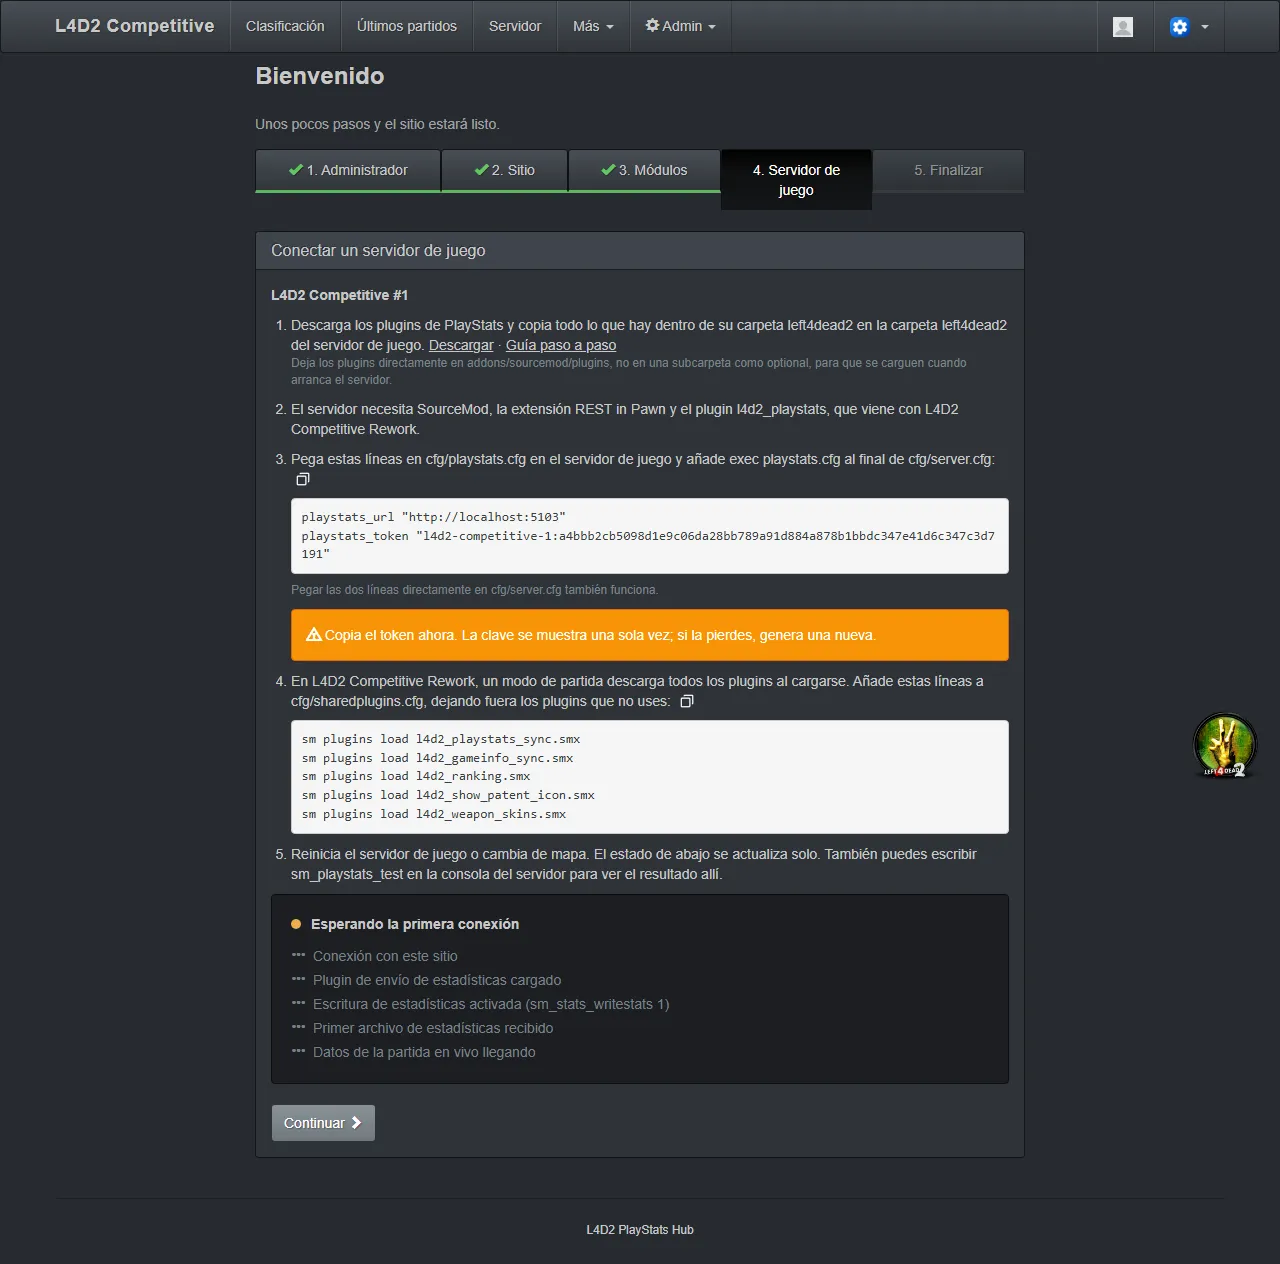 L4D2 Competitive
Clasificación
Últimos partidos
Servidor
Más
Admin
Bienvenido
Unos pocos pasos y el sitio estará listo.
1. Administrador
2. Sitio
3. Módulos
4. Servidor de
juego
5. Finalizar
Conectar un servidor de juego
L4D2 Competitive #1
1. Descarga los plugins de PlayStats y copia todo lo que hay dentro de su carpeta left4dead2 en la carpeta left4dead2
del servidor de juego. Descargar · Guía paso a paso
Deja los plugins directamente en addons/sourcemod/plugins, no en una subcarpeta como optional, para que se carguen cuando
arranca el servidor.
2. El servidor necesita SourceMod, la extensión REST in Pawn y el plugin l4d2_playstats, que viene con L4D2
Competitive Rework.
3. Pega estas líneas en cfg/playstats.cfg en el servidor de juego y añade exec playstats.cfg al final de cfg/server.cfg:
playstats_url "http://localhost:5103"
playstats_token "l4d2-competitive-1:a4bbb2cb5098d1e9c06da28bb789a91d884a878b1bbdc347e41d6c347c3d7
191"
Pegar las dos líneas directamente en cfg/server.cfg también funciona.
Copia el token ahora. La clave se muestra una sola vez; si la pierdes, genera una nueva.
4. En L4D2 Competitive Rework, un modo de partida descarga todos los plugins al cargarse. Añade estas líneas a
cfg/sharedplugins.cfg, dejando fuera los plugins que no uses:
sm plugins load l4d2_playstats_sync.smx
sm plugins load l4d2_gameinfo_sync.smx
sm plugins load l4d2_ranking.smx
sm plugins load l4d2_show_patent_icon.smx
sm plugins load l4d2_weapon_skins.smx
5. Reinicia el servidor de juego o cambia de mapa. El estado de abajo se actualiza solo. También puedes escribir
sm_playstats_test en la consola del servidor para ver el resultado allí.
Esperando la primera conexión
Conexión con este sitio
Plugin de envío de estadísticas cargado
Escritura de estadísticas activada (sm_stats_writestats 1)
Primer archivo de estadísticas recibido
Datos de la partida en vivo llegando
Continuar
LEFT4DEAD2
L4D2 PlayStats Hub